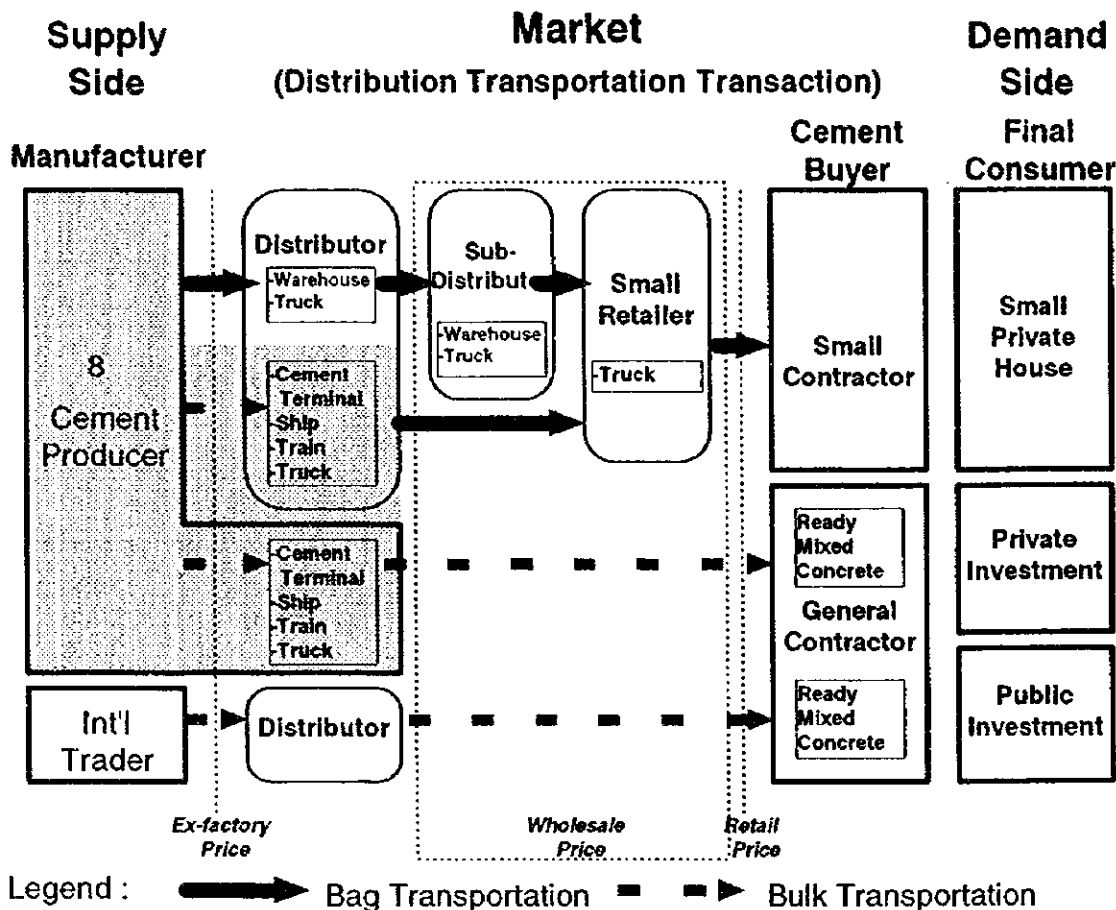 Supply
Side
Market
(Distribution Transportation Transaction)
Demand
Side
Manufacturer
Cement
Buyer
Final
Consumer
8
Cement
Producer
Distributor
-Warehouse
-Truck
-Cement
Terminal
-Ship
-Train
-Truck
Sub-
Distribut
-Warehouse
-Truck
Small
Retailer
-Truck
Small
Contractor
Small
Private
House
-Cement
Terminal
-Ship
-Train
-Truck
Ready
Mixed
Concrete
General
Contractor
Ready
Mixed
Concrete
Private
Investment
Public
Investment
Int'l
Trader
Distributor
Ex-factory
Price
Wholesale
Price
Retail
Price
Legend :
Bag Transportation
Bulk Transportation